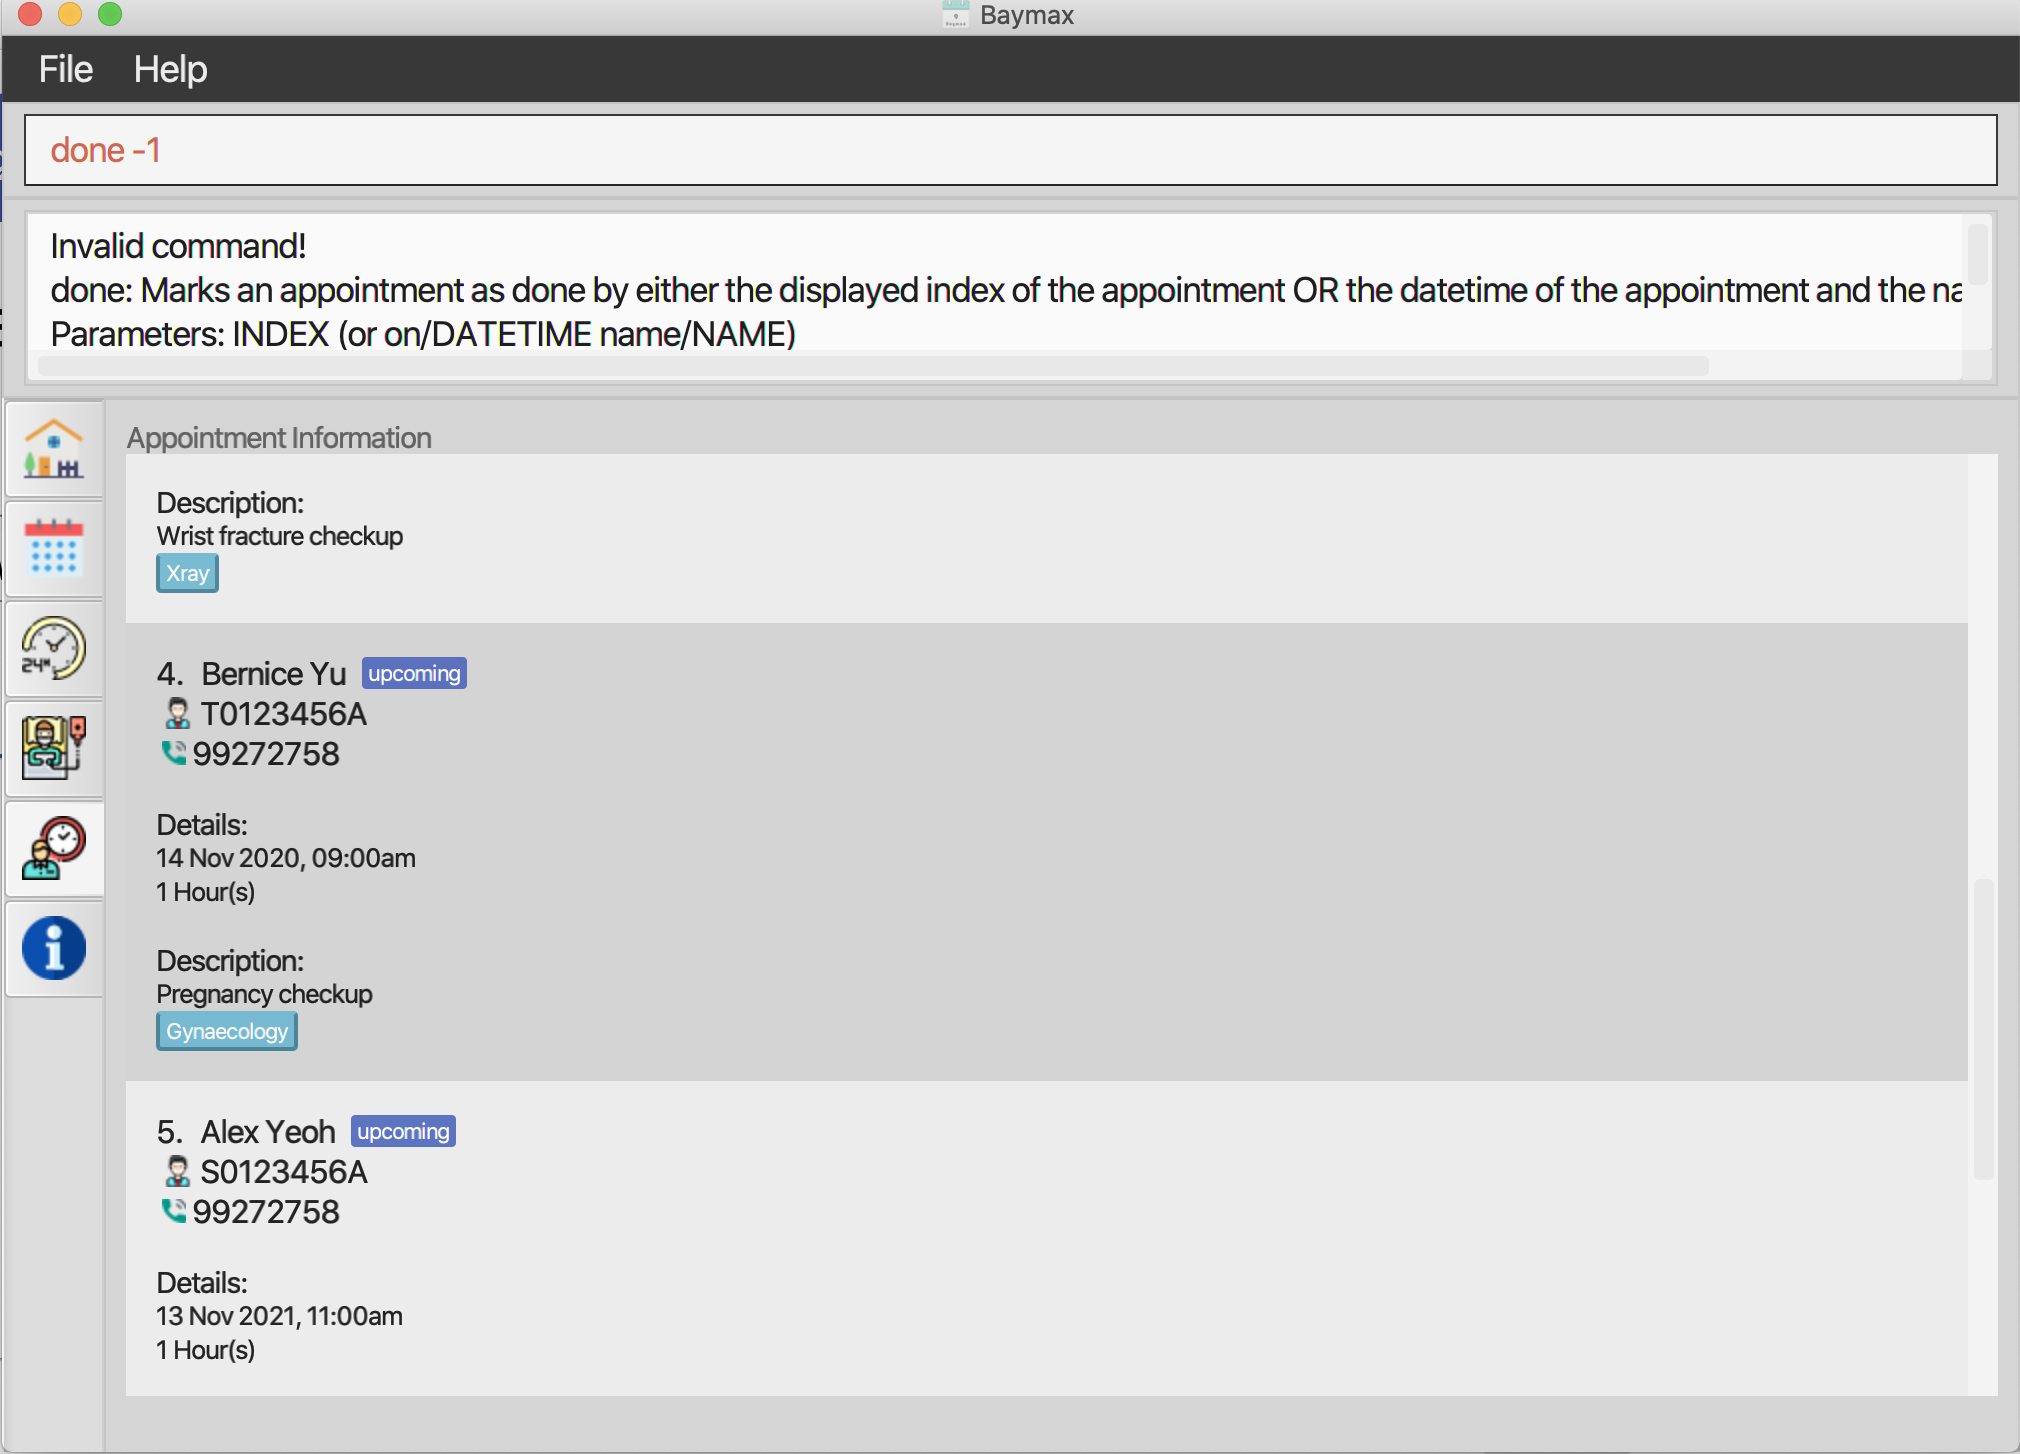 Baymax
File Help
done -1
Invalid command!
done: Marks an appointment as done by either the displayed index of the appointment OR the datetime of the appointment and the na
Parameters: INDEX (or on/DATETIME name/NAME)
Appointment Information
Description:
Wrist fracture checkup
Xray
4. Bernice Yu upcoming
T0123456A
99272758
Details:
14 Nov 2020, 09:00am
1 Hour(s)
Description:
Pregnancy checkup
Gynaecology
5. Alex Yeoh upcoming
S0123456A
99272758
Details:
13 Nov 2021, 11:00am
1 Hour(s)